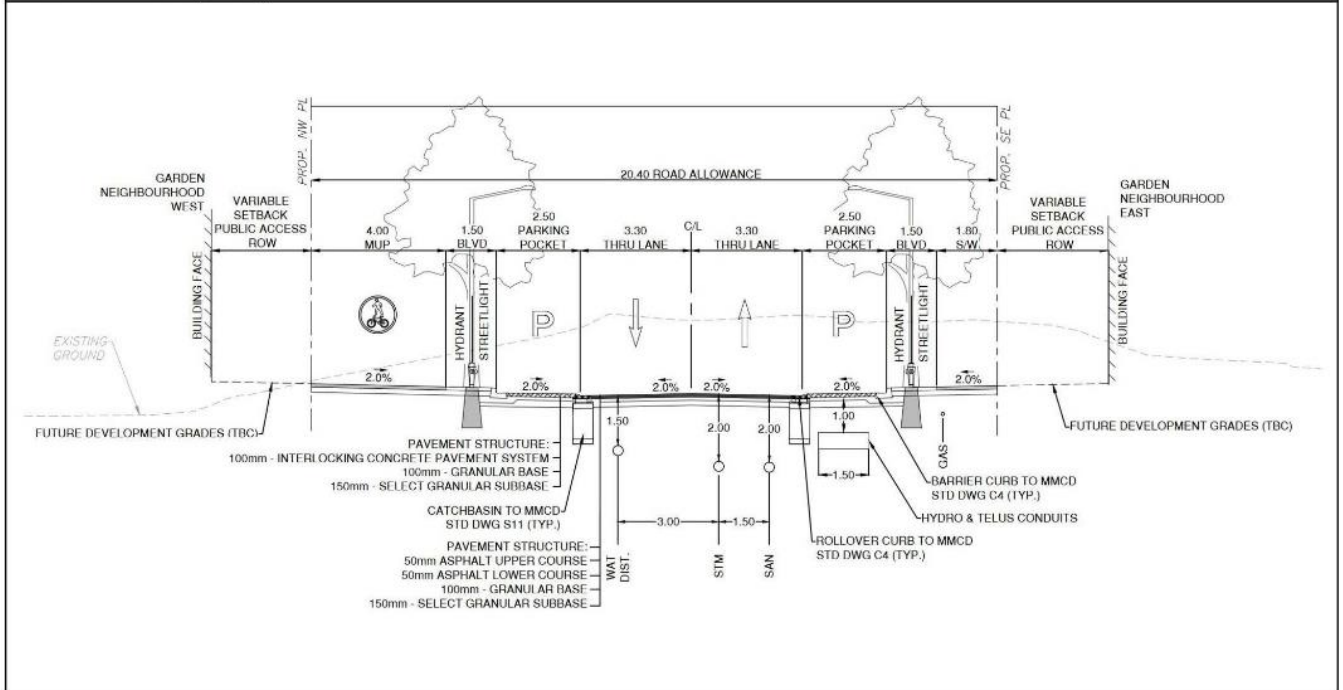 PROP. NW PL
PROP. SE PL
20.40 ROAD ALLOWANCE
GARDEN
NEIGHBOURHOOD
WEST
VARIABLE
SETBACK
PUBLIC ACCESS
ROW
4.00
MUP
1.50
BLVD
2.50
PARKING
POCKET
3.30
THRU LANE
C/L
3.30
THRU LANE
2.50
PARKING
POCKET
1.50
BLVD
1.80
S/W
VARIABLE
SETBACK
PUBLIC ACCESS
ROW
GARDEN
NEIGHBOURHOOD
EAST
BUILDING FACE
HYDRANT
STREETLIGHT
P
P
HYDRANT
STREETLIGHT
BUILDING FACE
EXISTING
GROUND
2.0%
2.0%
2.0%
2.0%
2.0%
2.0%
FUTURE DEVELOPMENT GRADES (TBC)
FUTURE DEVELOPMENT GRADES (TBC)
1.50
2.00
2.00
1.00
1.50
GAS
PAVEMENT STRUCTURE:
100mm - INTERLOCKING CONCRETE PAVEMENT SYSTEM
100mm - GRANULAR BASE
150mm - SELECT GRANULAR SUBBASE
CATCHBASIN TO MMCD
STD DWG S11 (TYP.)
PAVEMENT STRUCTURE:
50mm ASPHALT UPPER COURSE
50mm ASPHALT LOWER COURSE
100mm - GRANULAR BASE
150mm - SELECT GRANULAR SUBBASE
3.00
1.50
WAT
DIST.
STM
SAN
BARRIER CURB TO MMCD
STD DWG C4 (TYP.)
HYDRO & TELUS CONDUITS
ROLLOVER CURB TO MMCD
STD DWG C4 (TYP.)